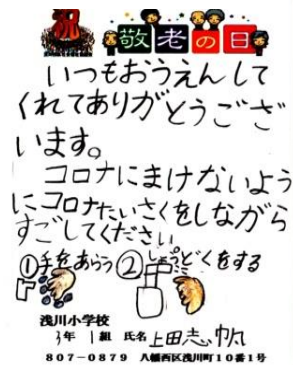 祝 敬老の日
いつもおうえんして
くれてありがとうござ
います。
コロナにまけないよう
にコロナたいさくをしながら
すごしてください
①手をあらう②しょうどくをする
浅川小学校
3年 1組 氏名 上田志帆
807-0879 八幡西区浅川町10番1号